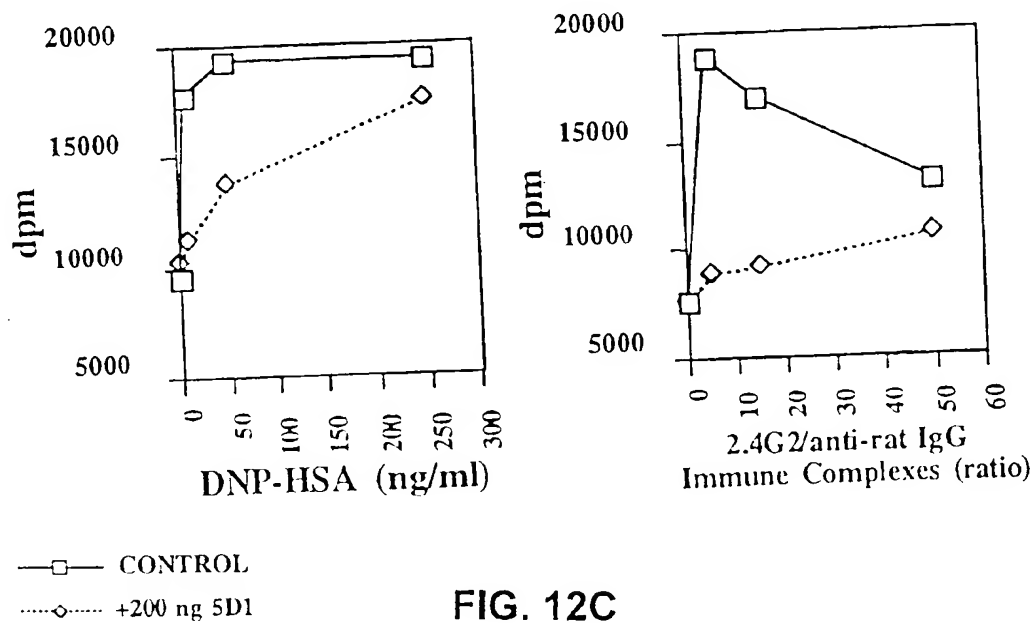 20000
15000
10000
5000
dpm
0
50
100
150
200
250
300
DNP-HSA (ng/ml)
20000
15000
10000
5000
dpm
0
10
20
30
40
50
60
2.4G2/anti-rat IgG
Immune Complexes (ratio)
CONTROL
+200 ng 5D1
FIG. 12C